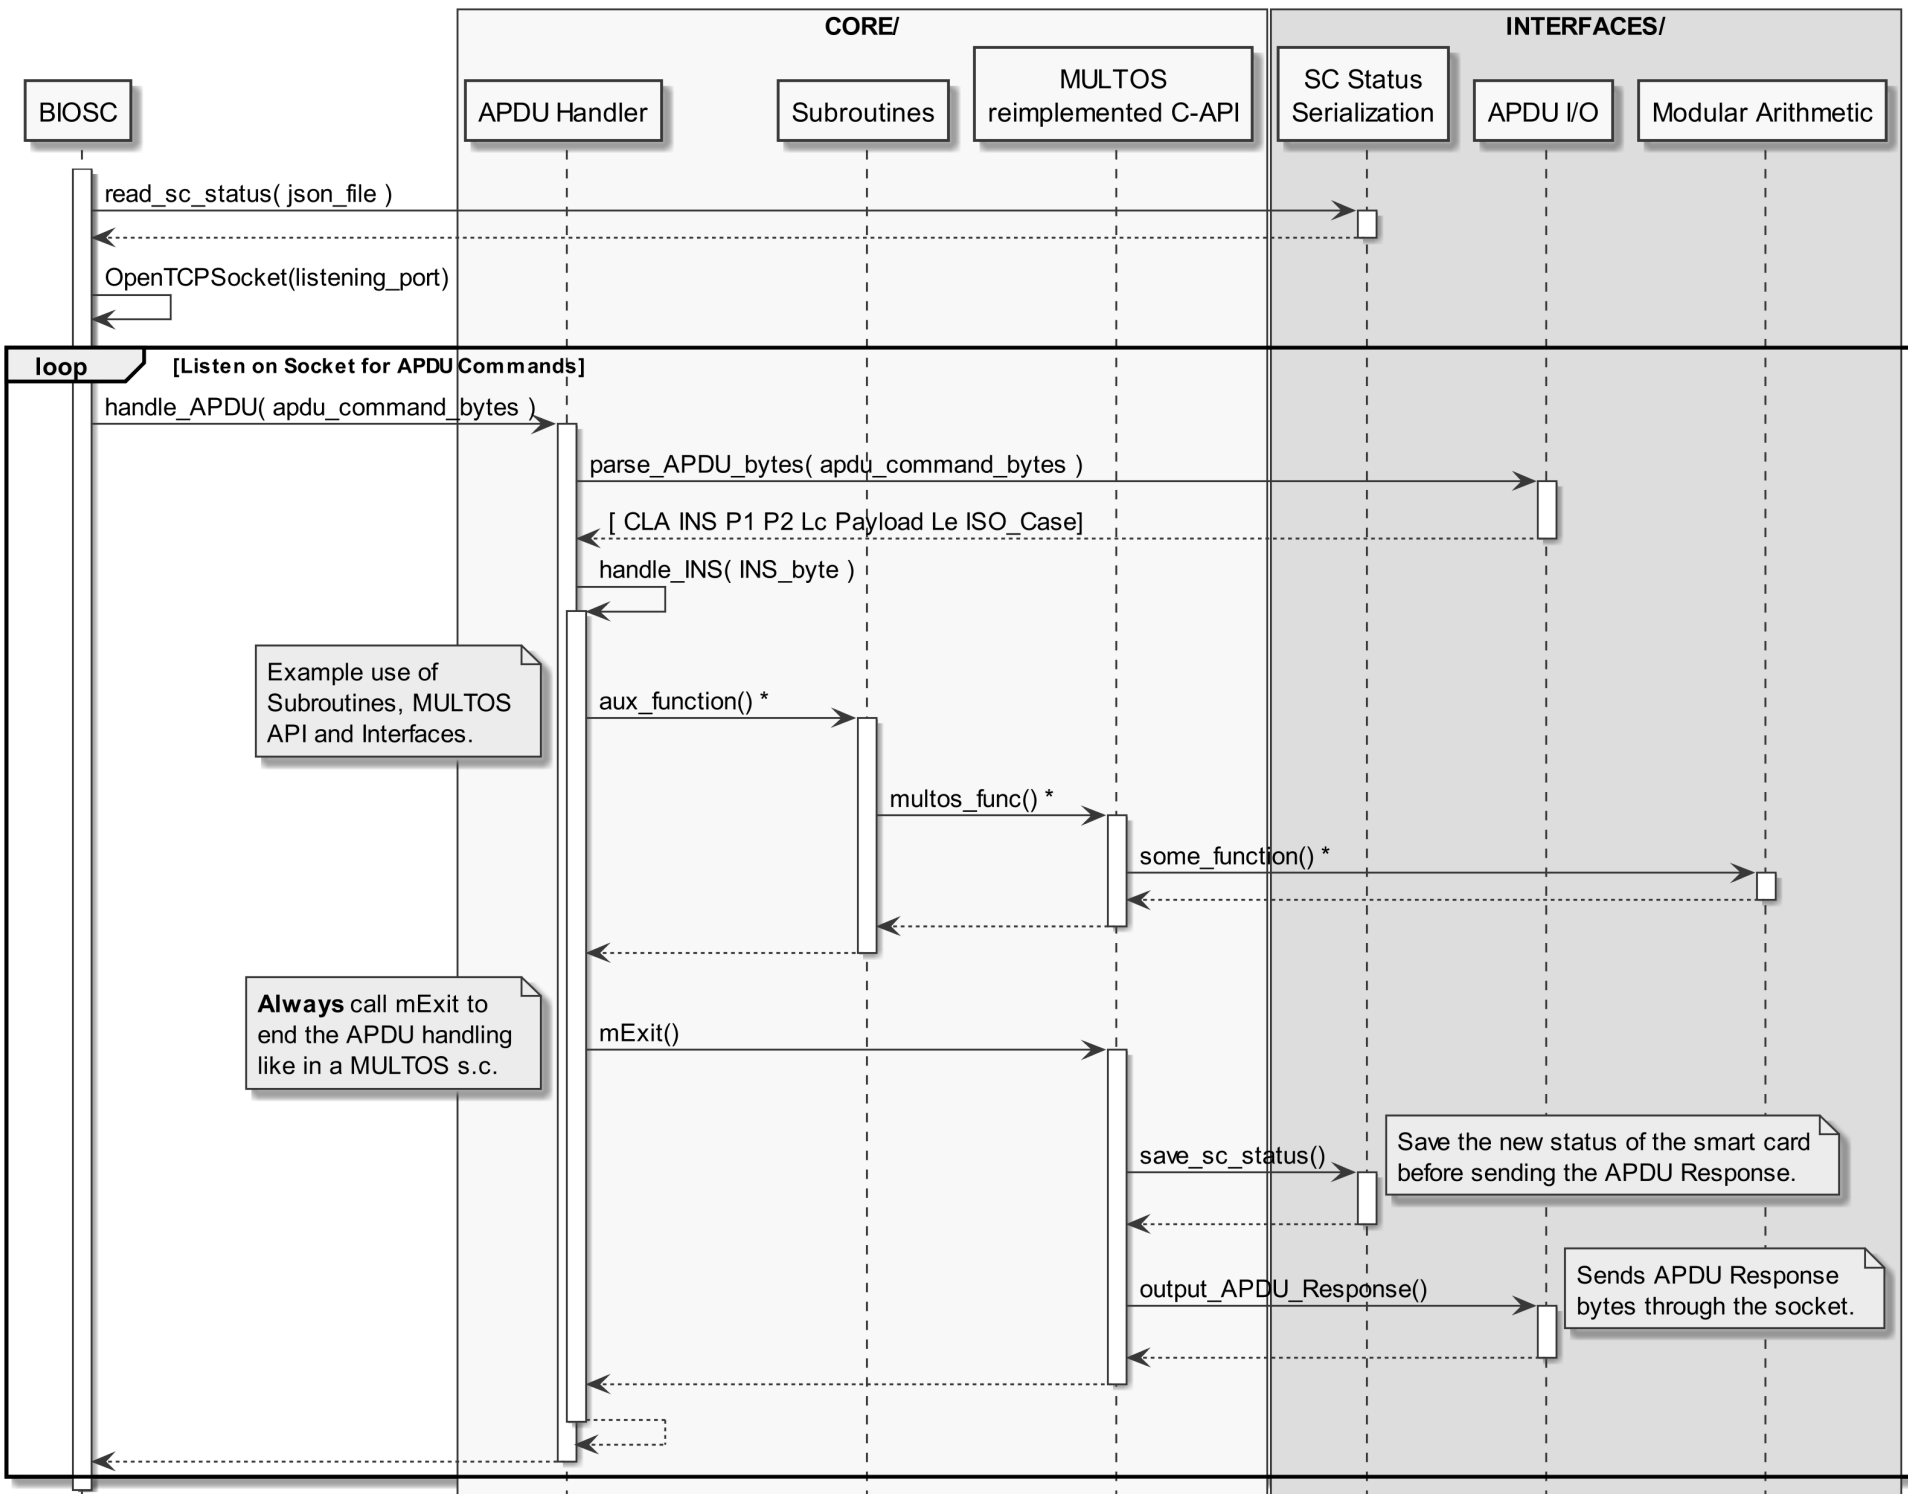 CORE/
INTERFACES/
BIOSC
APDU Handler
Subroutines
MULTOS
reimplemented C-API
SC Status
Serialization
APDU I/O
Modular Arithmetic
read_sc_status( json_file )
OpenTCPSocket(listening_port)
loop
[Listen on Socket for APDU Commands]
handle_APDU( apdu_command_bytes )
parse_APDU_bytes( apdu_command_bytes )
[ CLA INS P1 P2 Lc Payload Le ISO_Case]
handle_INS( INS_byte )
Example use of
Subroutines, MULTOS
API and Interfaces.
aux_function() *
multos_func() *
some_function() *
Always call mExit to
end the APDU handling
like in a MULTOS s.c.
mExit()
Save the new status of the smart card
before sending the APDU Response.
save_sc_status()
Sends APDU Response
bytes through the socket.
output_APDU_Response()